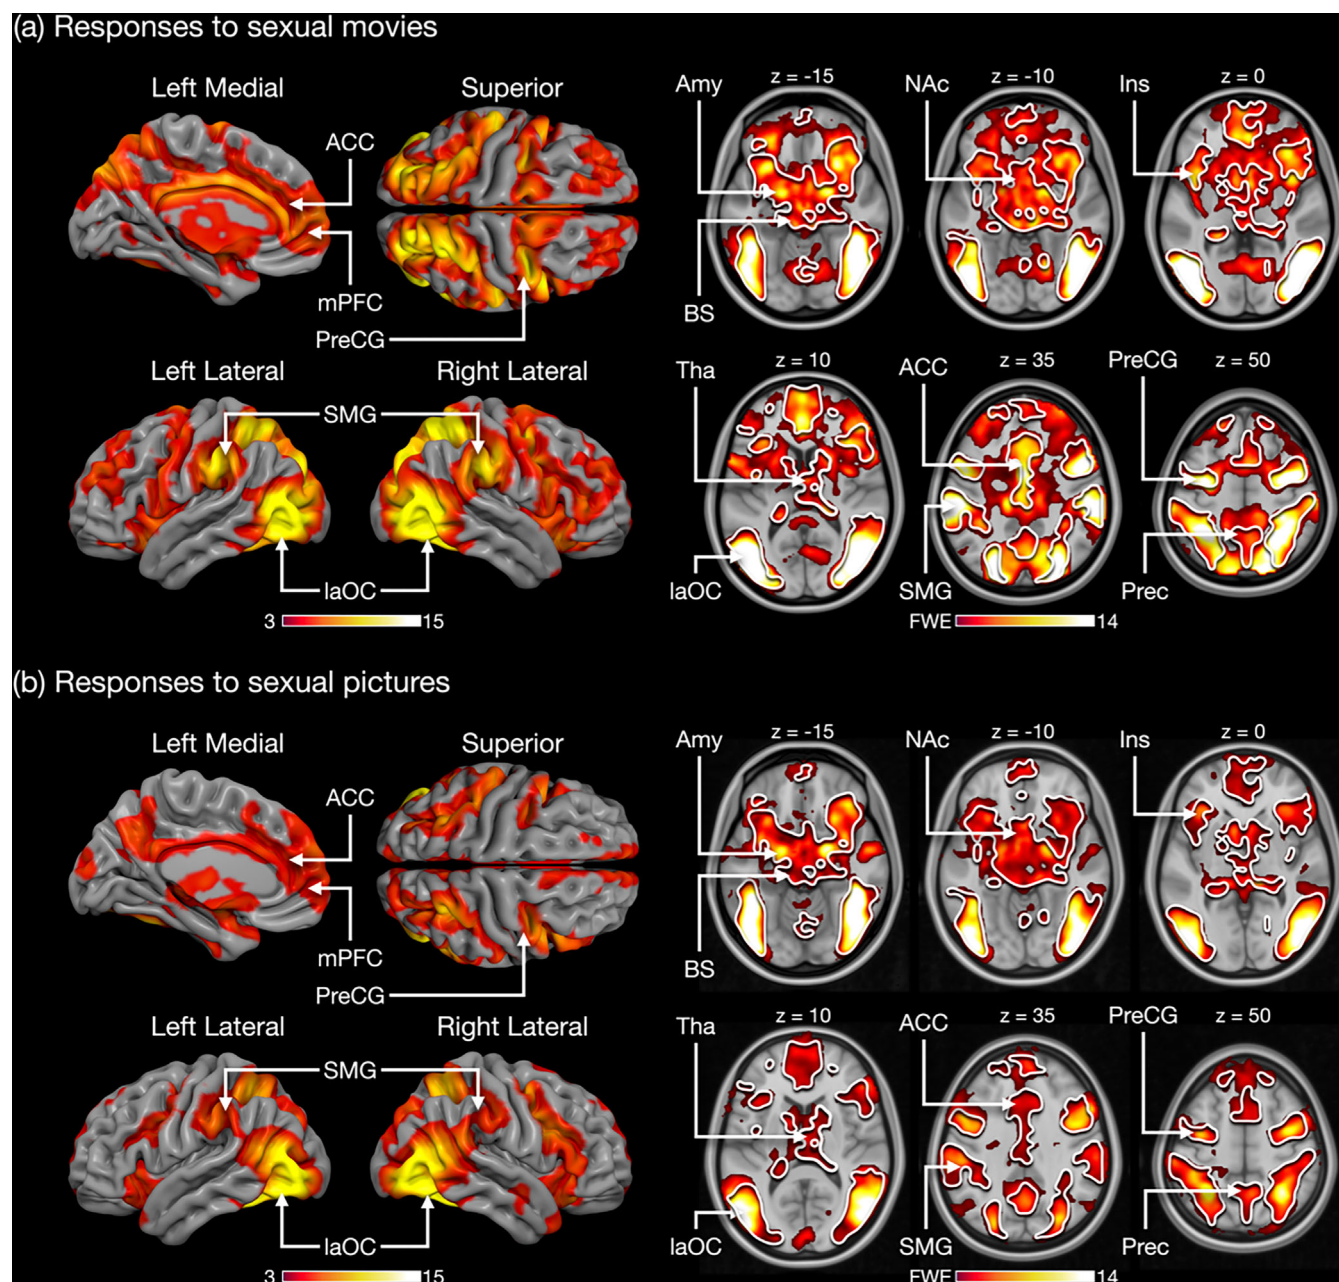 (a) Responses to sexual movies
Left Medial
Superior
ACC
mPFC
PreCG
Left Lateral
Right Lateral
SMG
laOC
3
15
Amy
z = -15
NAc
z = -10
Ins
z = 0
BS
Tha
z = 10
ACC
z = 35
PreCG
z = 50
laOC
SMG
Prec
FWE
14
(b) Responses to sexual pictures
Left Medial
Superior
ACC
mPFC
PreCG
Left Lateral
Right Lateral
SMG
laOC
3
15
Amy
z = -15
NAc
z = -10
Ins
z = 0
BS
Tha
z = 10
ACC
z = 35
PreCG
z = 50
laOC
SMG
Prec
FWE
14